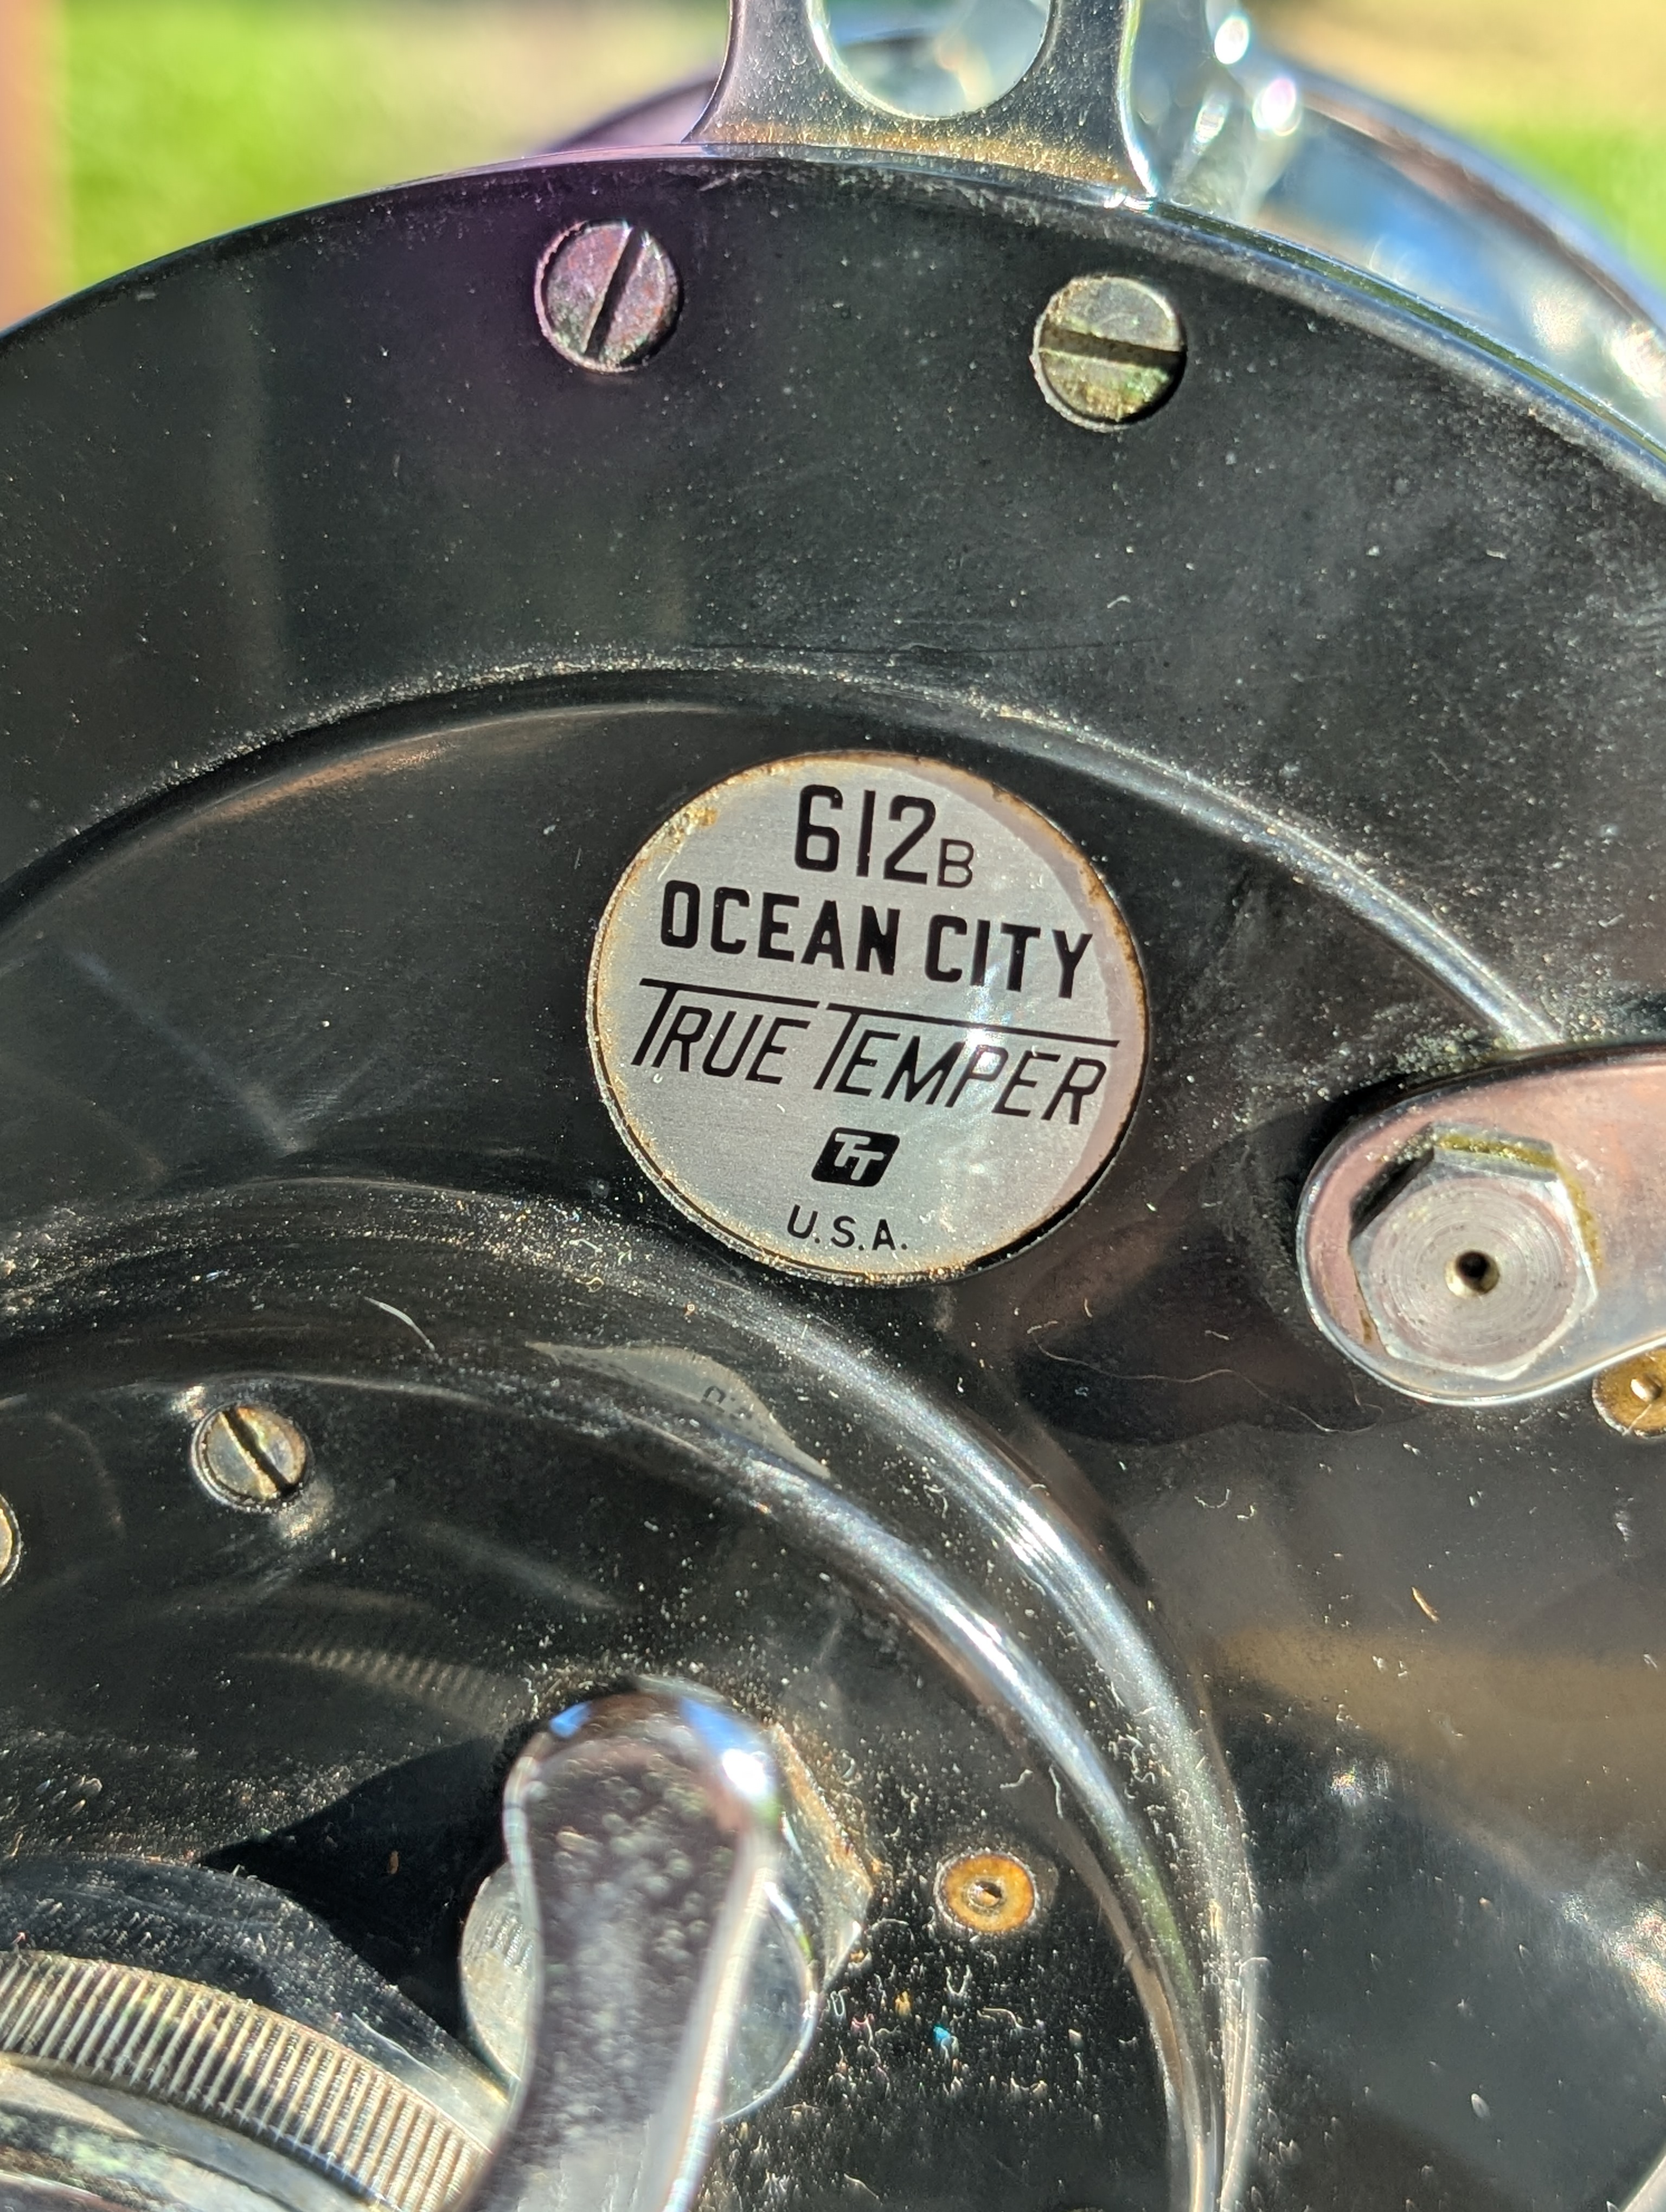 612B
OCEAN CITY
TRUE TEMPER
TT
U.S.A.